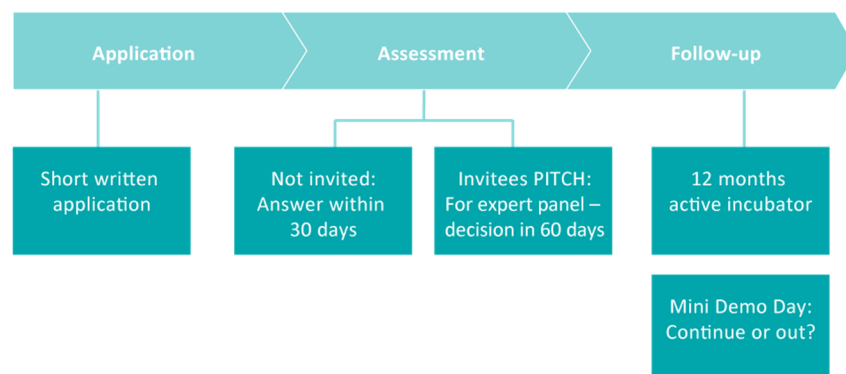 Application
Assessment
Follow-up
Short written
application
Not invited:
Answer within
30 days
Invitees PITCH:
For expert panel –
decision in 60 days
12 months
active incubator
Mini Demo Day:
Continue or out?